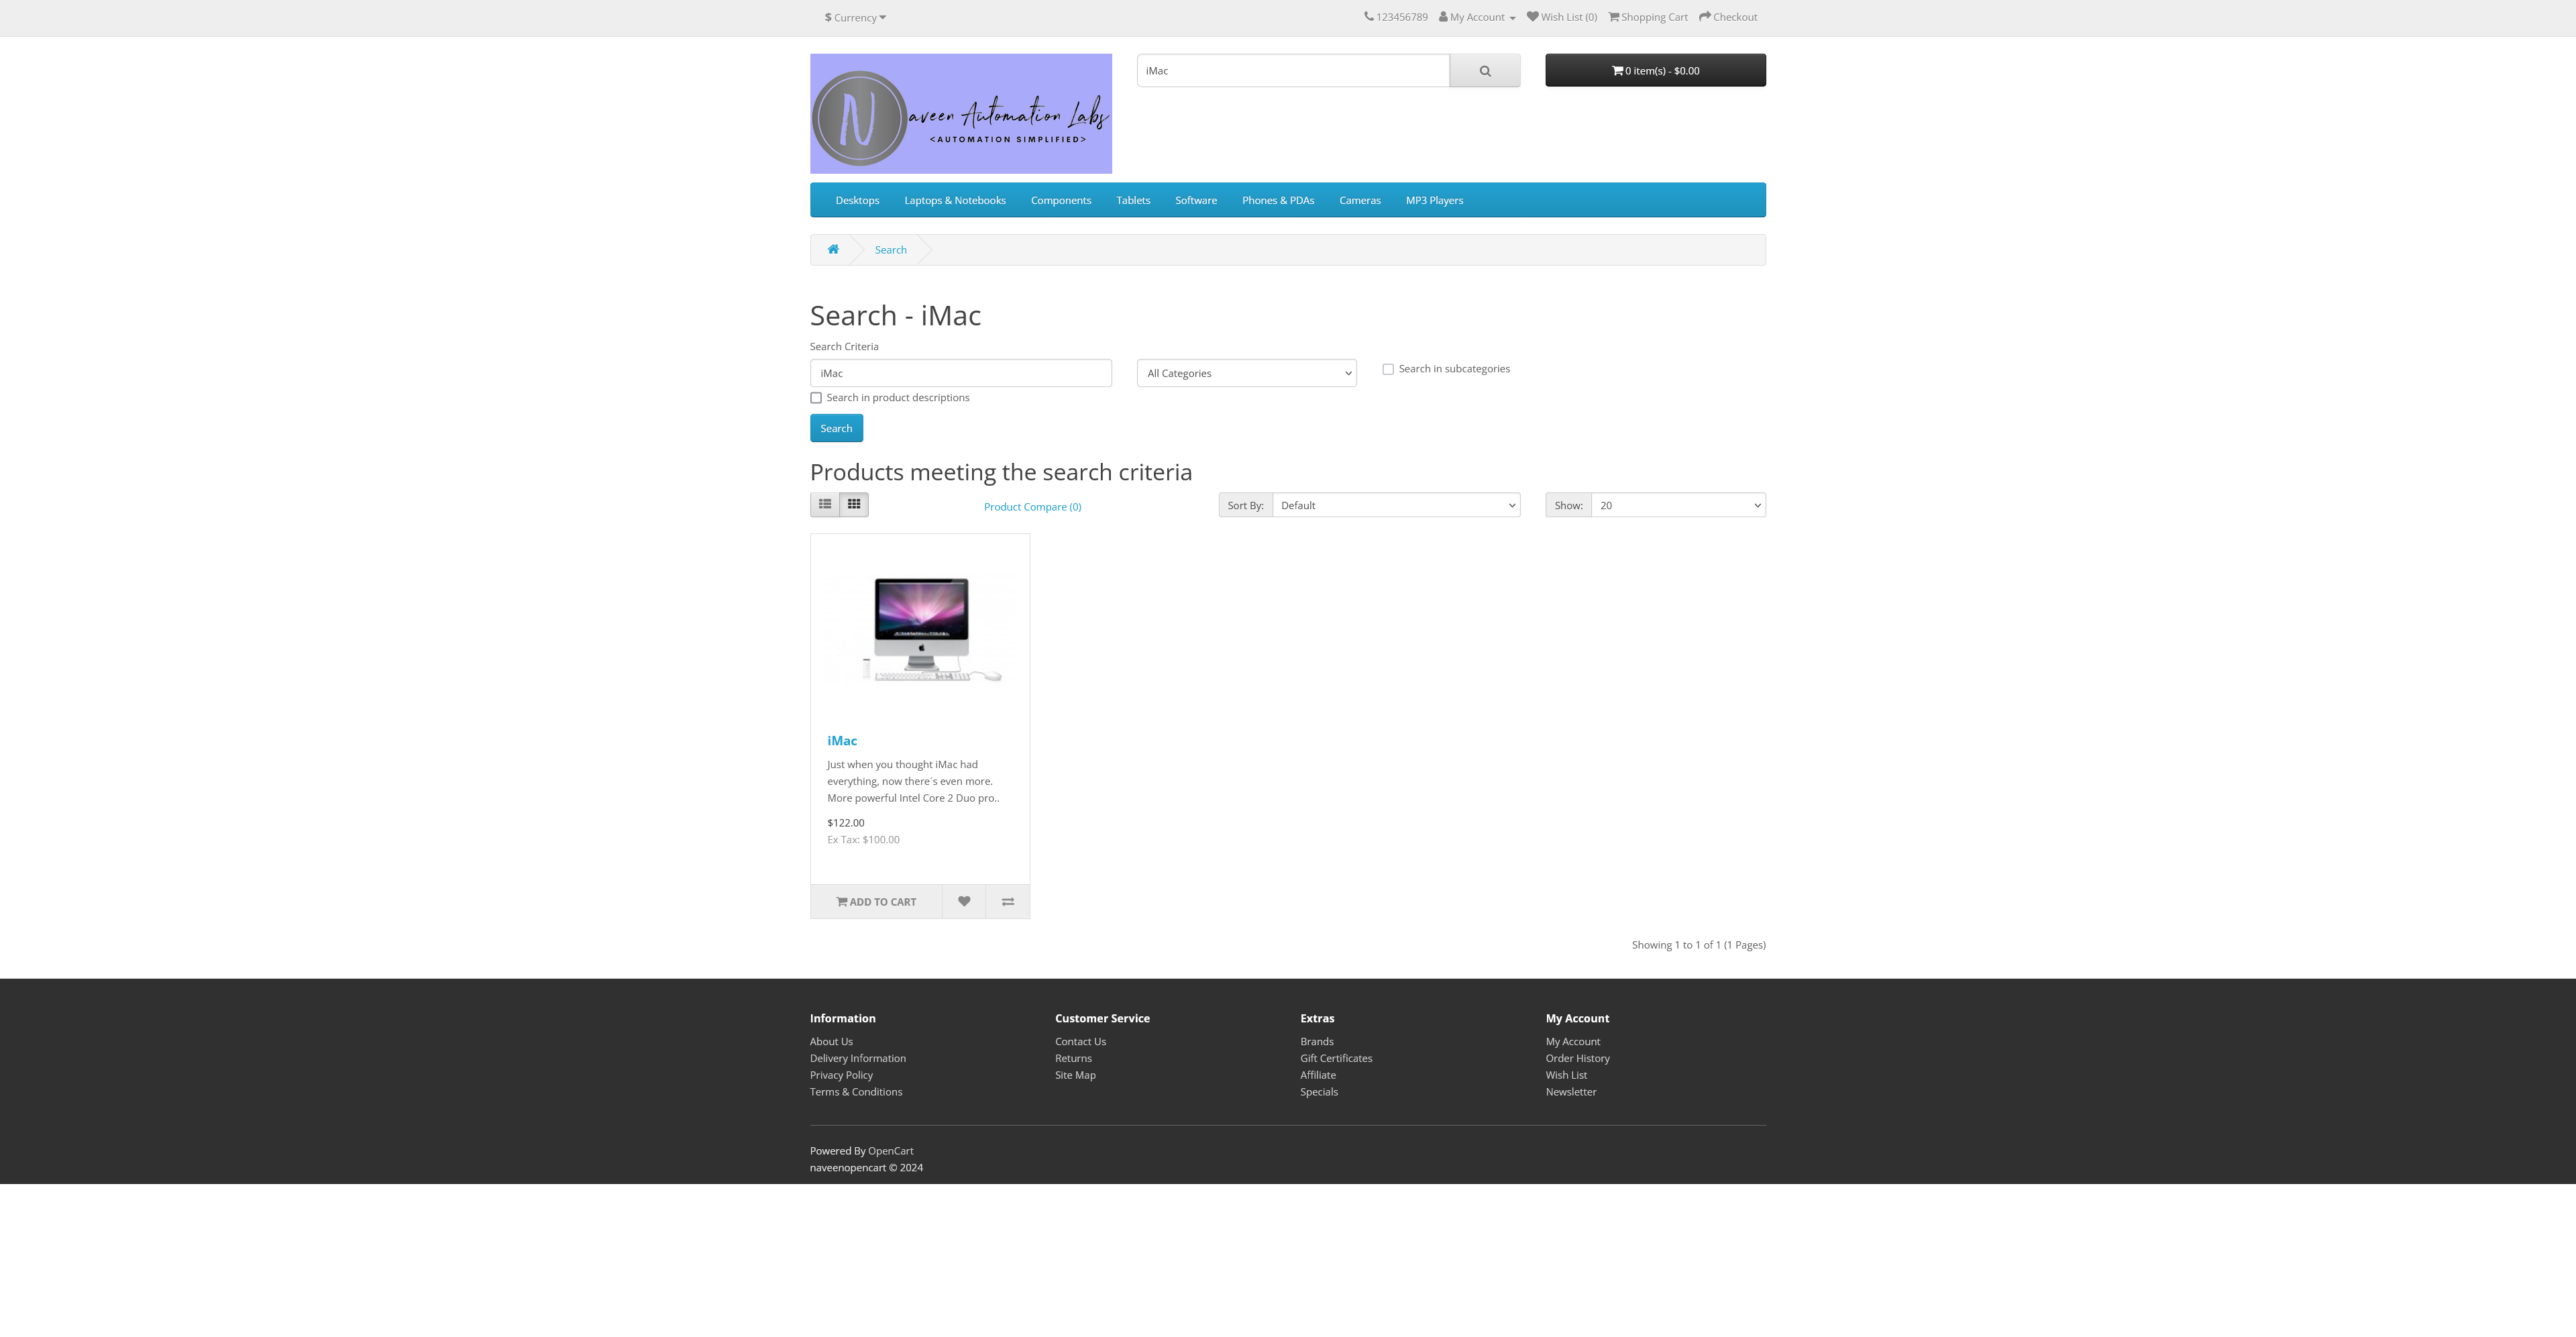 $ Currency
123456789 My Account Wish List (0) Shopping Cart Checkout
Naveen Automation Labs
<AUTOMATION SIMPLIFIED>
iMac
0 item(s) - $0.00
Desktops Laptops & Notebooks Components Tablets Software Phones & PDAs Cameras MP3 Players
Search
Search - iMac
Search Criteria
iMac All Categories Search in subcategories
Search in product descriptions
Search
Products meeting the search criteria
Product Compare (0) Sort By: Default Show: 20
iMac
Just when you thought iMac had
everything, now there´s even more.
More powerful Intel Core 2 Duo pro..
$122.00
Ex Tax: $100.00
ADD TO CART
Showing 1 to 1 of 1 (1 Pages)
Information
About Us
Delivery Information
Privacy Policy
Terms & Conditions
Customer Service
Contact Us
Returns
Site Map
Extras
Brands
Gift Certificates
Affiliate
Specials
My Account
My Account
Order History
Wish List
Newsletter
Powered By OpenCart
naveenopencart © 2024